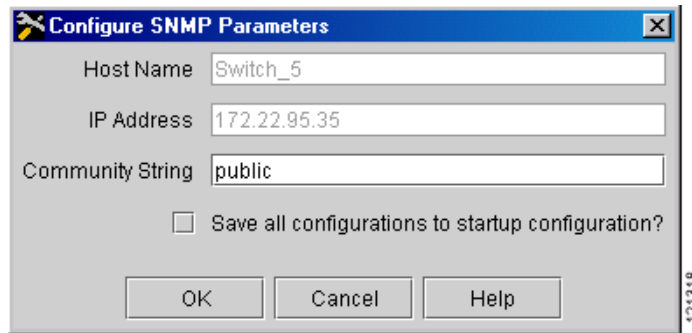 Configure SNMP Parameters
Host Name Switch_5
IP Address 172.22.95.35
Community String public
Save all configurations to startup configuration?
OK Cancel Help